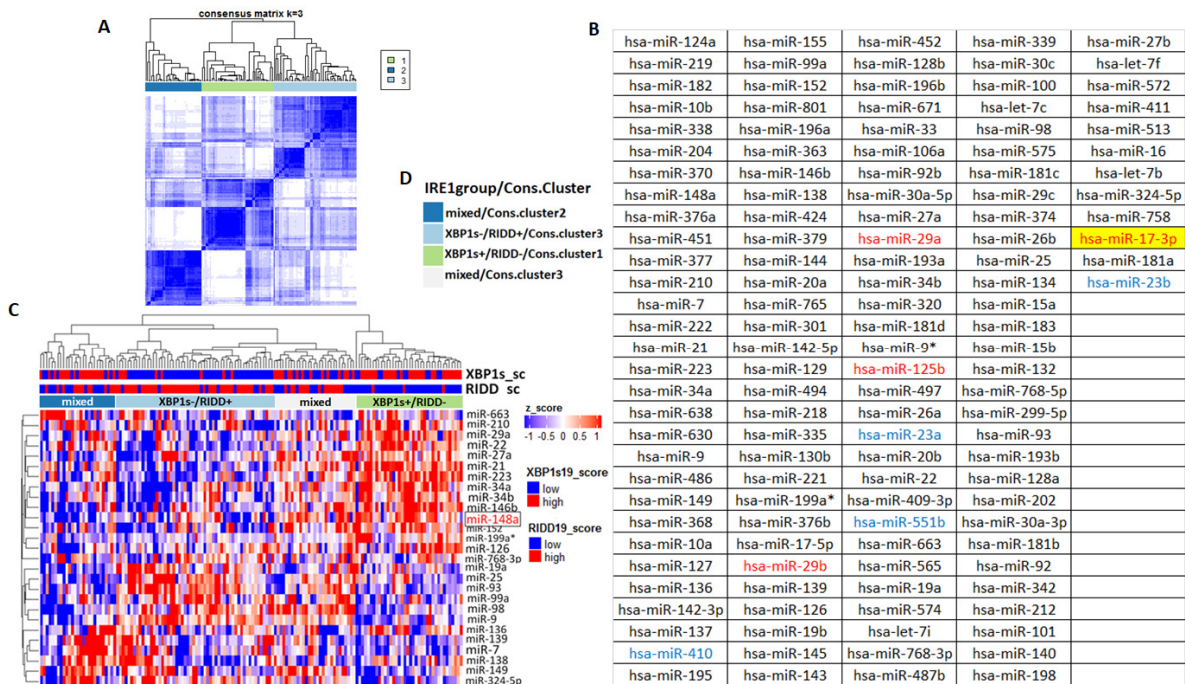 A
consensus matrix k=3
1
2
3
D
IRE1group/Cons.Cluster
mixed/Cons.cluster2
XBP1s-/RIDD+/Cons.cluster3
XBP1s+/RIDD-/Cons.cluster1
mixed/Cons.cluster3
C
XBP1s_sc
RIDD sc
mixed XBP1s-/RIDD+ mixed XBP1s+/RIDD-
miR-663
miR-210
miR-29a
miR-22
miR-27a
miR-21
miR-223
miR-34a
miR-34b
miR-146b
miR-148a
miR-152
miR-199a*
miR-126
miR-768-3p
miR-19a
miR-25
miR-93
miR-99a
miR-98
miR-9
miR-136
miR-139
miR-7
miR-138
miR-149
miR-324-5p
z_score
-1 -0.5 0 0.5 1
XBP1s19_score
low
high
RIDD19_score
low
high
B
hsa-miR-124a hsa-miR-155 hsa-miR-452 hsa-miR-339 hsa-miR-27b
hsa-miR-219 hsa-miR-99a hsa-miR-128b hsa-miR-30c hsa-let-7f
hsa-miR-182 hsa-miR-152 hsa-miR-196b hsa-miR-100 hsa-miR-572
hsa-miR-10b hsa-miR-801 hsa-miR-671 hsa-let-7c hsa-miR-411
hsa-miR-338 hsa-miR-196a hsa-miR-33 hsa-miR-98 hsa-miR-513
hsa-miR-204 hsa-miR-363 hsa-miR-106a hsa-miR-575 hsa-miR-16
hsa-miR-370 hsa-miR-146b hsa-miR-92b hsa-miR-181c hsa-let-7b
hsa-miR-148a hsa-miR-138 hsa-miR-30a-5p hsa-miR-29c hsa-miR-324-5p
hsa-miR-376a hsa-miR-424 hsa-miR-27a hsa-miR-374 hsa-miR-758
hsa-miR-451 hsa-miR-379 hsa-miR-29a hsa-miR-26b hsa-miR-17-3p
hsa-miR-377 hsa-miR-144 hsa-miR-193a hsa-miR-25 hsa-miR-181a
hsa-miR-210 hsa-miR-20a hsa-miR-34b hsa-miR-134 hsa-miR-23b
hsa-miR-7 hsa-miR-765 hsa-miR-320 hsa-miR-15a
hsa-miR-222 hsa-miR-301 hsa-miR-181d hsa-miR-183
hsa-miR-21 hsa-miR-142-5p hsa-miR-9* hsa-miR-15b
hsa-miR-223 hsa-miR-129 hsa-miR-125b hsa-miR-132
hsa-miR-34a hsa-miR-494 hsa-miR-497 hsa-miR-768-5p
hsa-miR-638 hsa-miR-218 hsa-miR-26a hsa-miR-299-5p
hsa-miR-630 hsa-miR-335 hsa-miR-23a hsa-miR-93
hsa-miR-9 hsa-miR-130b hsa-miR-20b hsa-miR-193b
hsa-miR-486 hsa-miR-221 hsa-miR-22 hsa-miR-128a
hsa-miR-149 hsa-miR-199a* hsa-miR-409-3p hsa-miR-202
hsa-miR-368 hsa-miR-376b hsa-miR-551b hsa-miR-30a-3p
hsa-miR-10a hsa-miR-17-5p hsa-miR-663 hsa-miR-181b
hsa-miR-127 hsa-miR-29b hsa-miR-565 hsa-miR-92
hsa-miR-136 hsa-miR-139 hsa-miR-19a hsa-miR-342
hsa-miR-142-3p hsa-miR-126 hsa-miR-574 hsa-miR-212
hsa-miR-137 hsa-miR-19b hsa-let-7i hsa-miR-101
hsa-miR-410 hsa-miR-145 hsa-miR-768-3p hsa-miR-140
hsa-miR-195 hsa-miR-143 hsa-miR-487b hsa-miR-198